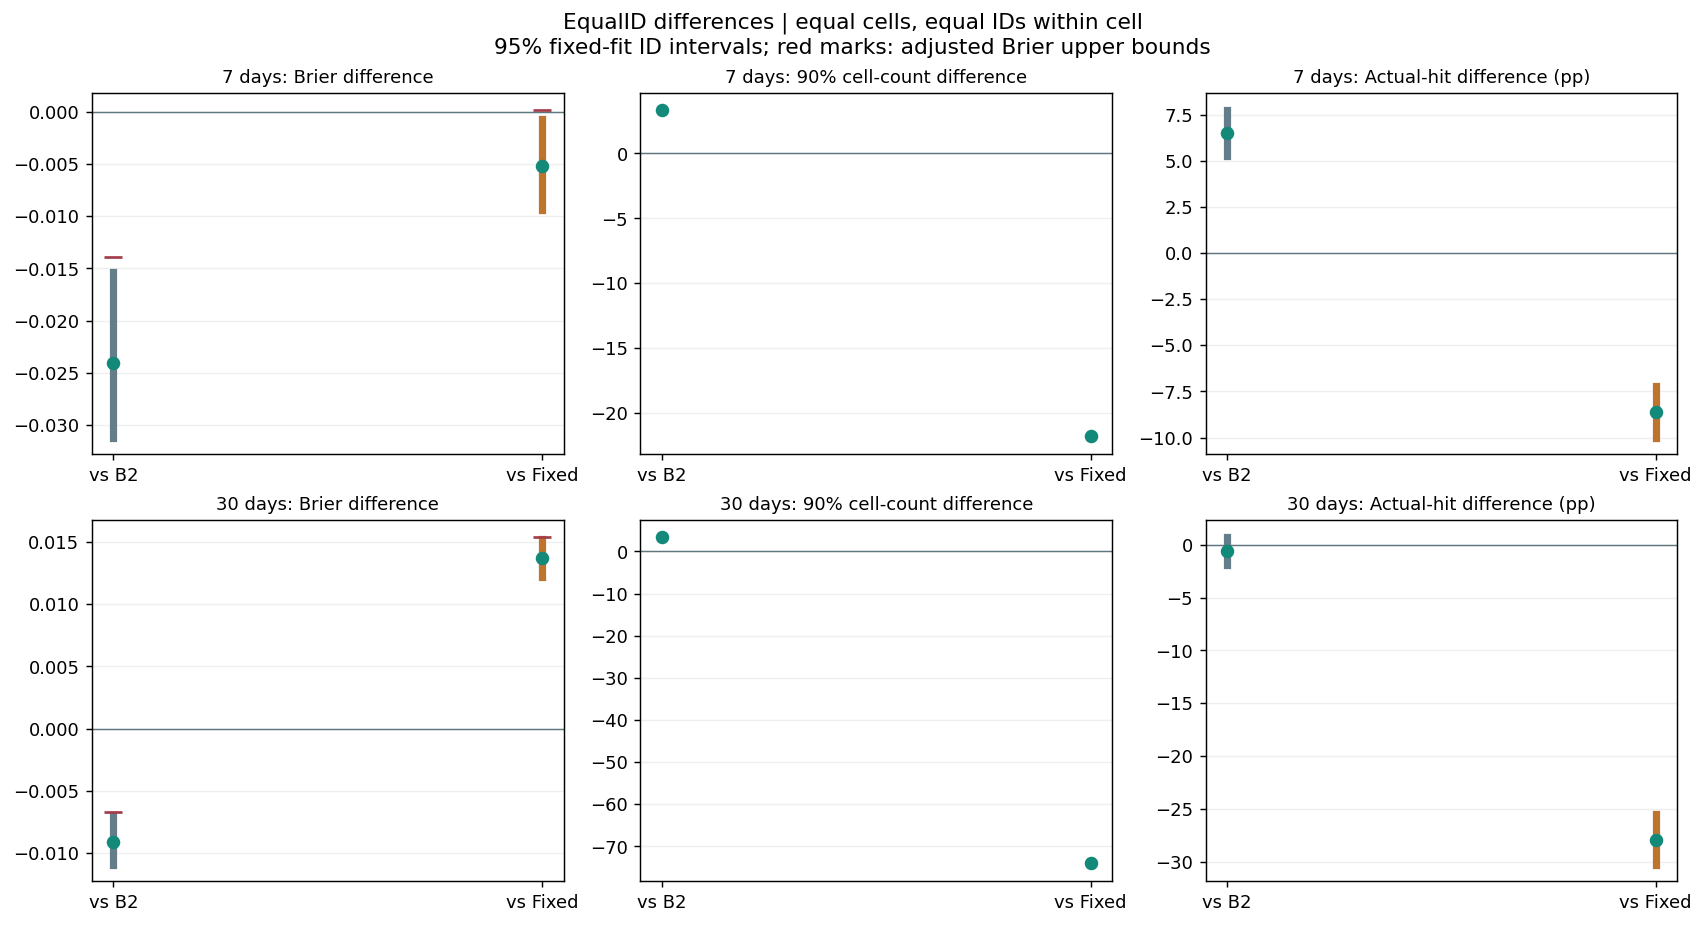 EqualID differences | equal cells, equal IDs within cell
95% fixed-fit ID intervals; red marks: adjusted Brier upper bounds
7 days: Brier difference
0.000
−0.005
−0.010
−0.015
−0.020
−0.025
−0.030
vs B2
vs Fixed
7 days: 90% cell-count difference
0
−5
−10
−15
−20
vs B2
vs Fixed
7 days: Actual-hit difference (pp)
7.5
5.0
2.5
0.0
−2.5
−5.0
−7.5
−10.0
vs B2
vs Fixed
30 days: Brier difference
0.015
0.010
0.005
0.000
−0.005
−0.010
vs B2
vs Fixed
30 days: 90% cell-count difference
0
−10
−20
−30
−40
−50
−60
−70
vs B2
vs Fixed
30 days: Actual-hit difference (pp)
0
−5
−10
−15
−20
−25
−30
vs B2
vs Fixed